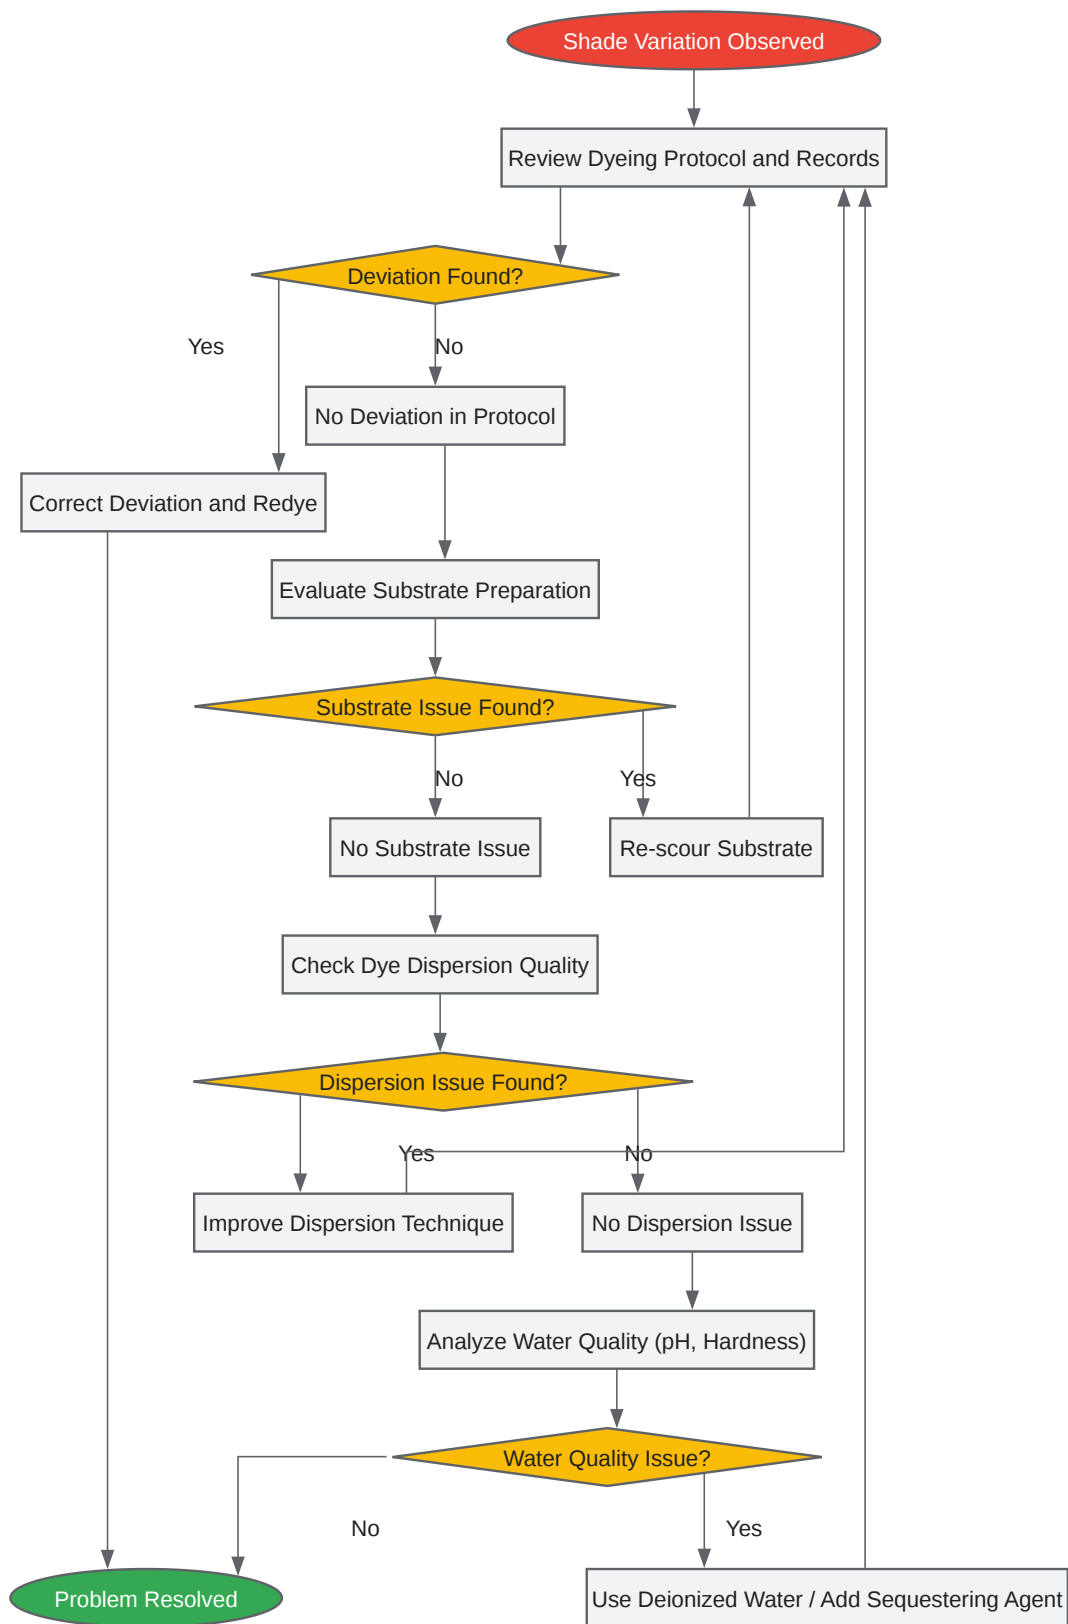 Shade Variation Observed
Review Dyeing Protocol and Records
Deviation Found?
Yes
No
No Deviation in Protocol
Correct Deviation and Redye
Evaluate Substrate Preparation
Substrate Issue Found?
No
Yes
No Substrate Issue
Re-scour Substrate
Check Dye Dispersion Quality
Dispersion Issue Found?
Yes
No
Improve Dispersion Technique
No Dispersion Issue
Analyze Water Quality (pH, Hardness)
Water Quality Issue?
No
Yes
Problem Resolved
Use Deionized Water / Add Sequestering Agent